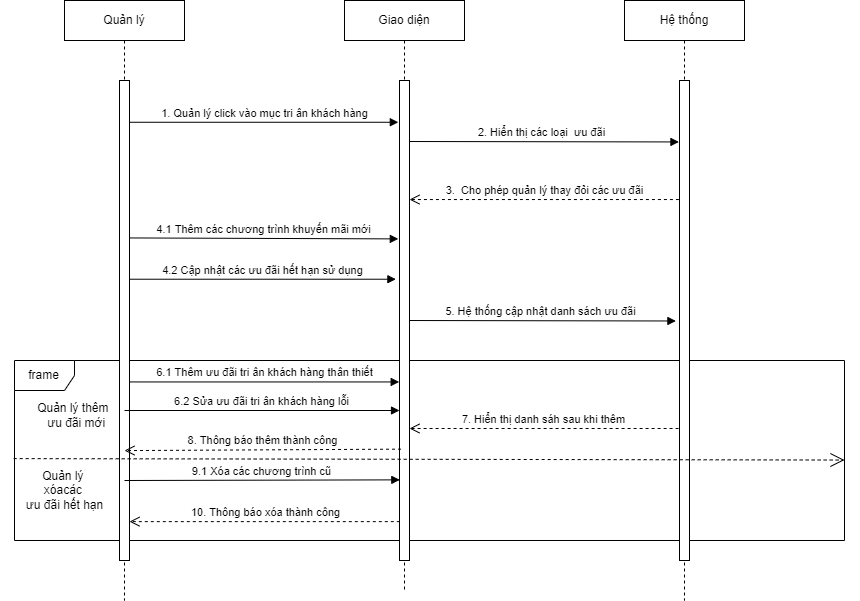 Quản lý
Giao diện
Hệ thống
1. Quản lý click vào mục tri ân khách hàng
2. Hiển thị các loại ưu đãi
3. Cho phép quản lý thay đổi các ưu đãi
4.1 Thêm các chương trình khuyến mãi mới
4.2 Cập nhật các ưu đãi hết hạn sử dụng
5. Hệ thống cập nhật danh sách ưu đãi
frame
6.1 Thêm ưu đãi tri ân khách hàng thân thiết
6.2 Sửa ưu đãi tri ân khách hàng lỗi
Quản lý thêm
ưu đãi mới
7. Hiển thị danh sáh sau khi thêm
8. Thông báo thêm thành công
9.1 Xóa các chương trình cũ
Quản lý
xóacác
ưu đãi hết hạn
10. Thông báo xóa thành công